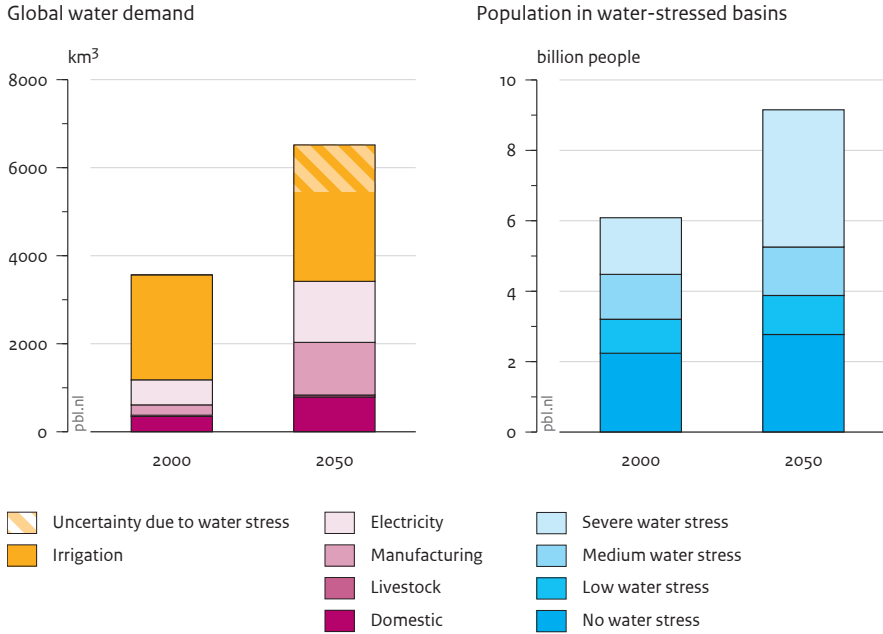 Global water demand
km³
8000
6000
4000
2000
0
pbl.nl
2000
2050
Population in water-stressed basins
billion people
10
8
6
4
2
0
pbl.nl
2000
2050
Uncertainty due to water stress
Irrigation
Electricity
Manufacturing
Livestock
Domestic
Severe water stress
Medium water stress
Low water stress
No water stress